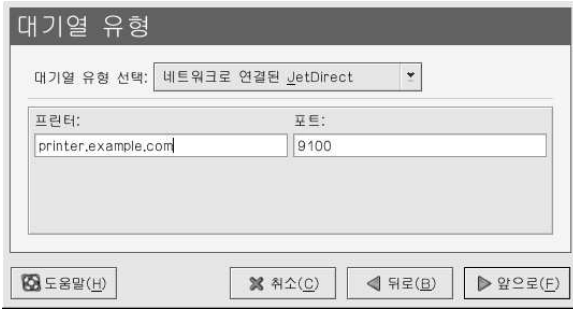 대기열 유형
대기열 유형 선택: 네트워크로 연결된 JetDirect
프린터: 포트:
printer.example.com 9100
도움말(H) 취소(C) 뒤로(B) 앞으로(F)